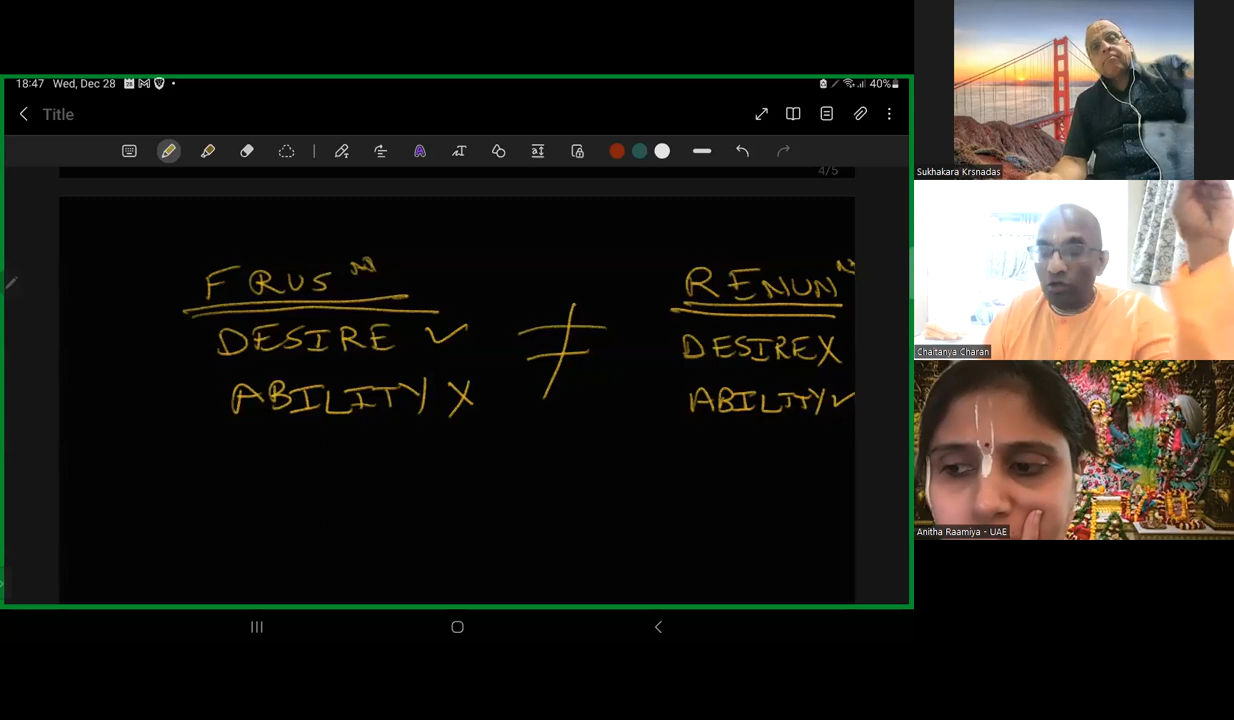 18:47 Wed, Dec 28
40%
Title
4/5
FRUSⁿ
DESIRE ✓
ABILITY X
≠
RENUNⁿ
DESIRE X
ABILITY ✓
Sukhakara Krsnadas
Chaitanya Charan
Anitha Raamiya - UAE